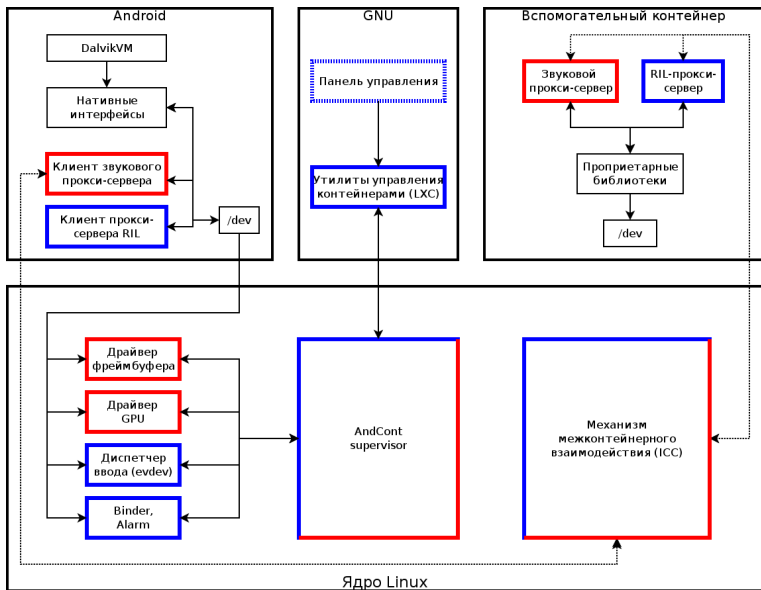 Android
DalvikVM
Нативные
интерфейсы
Клиент звукового
прокси-сервера
Клиент прокси-
сервера RIL
/dev
GNU
Панель управления
Утилиты управления
контейнерами (LXC)
Вспомогательный контейнер
Звуковой
прокси-сервер
RIL-прокси-
сервер
Проприетарные
библиотеки
/dev
Драйвер
фреймбуфера
Драйвер
GPU
Диспетчер
ввода (evdev)
Binder,
Alarm
AndCont
supervisor
Механизм
межконтейнерного
взаимодействия (ICC)
Ядро Linux